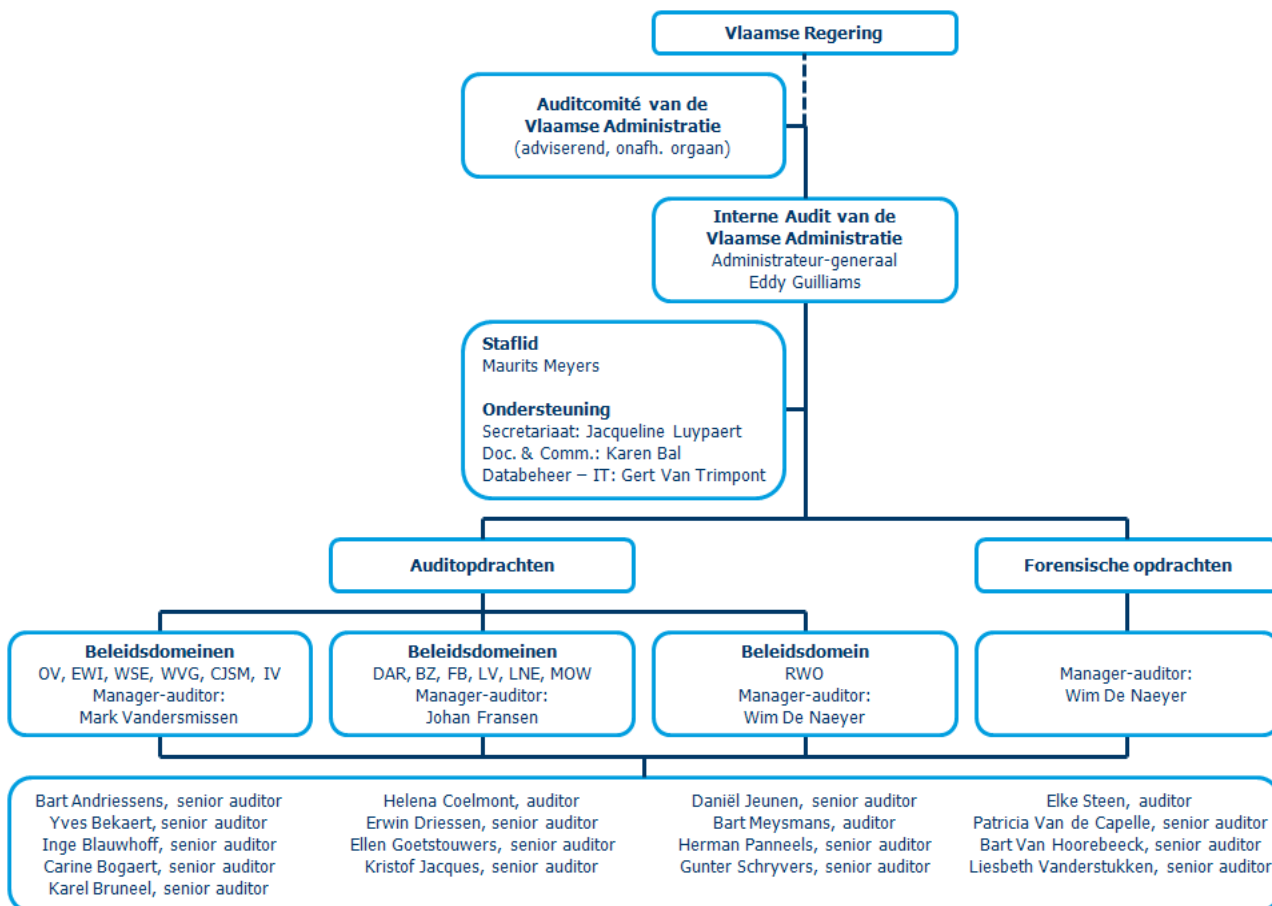 Vlaamse Regering
Auditcomité van de
Vlaamse Administratie
(adviserend, onafh. orgaan)
Interne Audit van de
Vlaamse Administratie
Administrateur-generaal
Eddy Guilliams
Staflid
Maurits Meyers
Ondersteuning
Secretariaat: Jacqueline Luypaert
Doc. & Comm.: Karen Bal
Databeheer – IT: Gert Van Trimpont
Auditopdrachten
Forensische opdrachten
Beleidsdomeinen
OV, EWI, WSE, WVG, CJSM, IV
Manager-auditor:
Mark Vandersmissen
Beleidsdomeinen
DAR, BZ, FB, LV, LNE, MOW
Manager-auditor:
Johan Fransen
Beleidsdomein
RWO
Manager-auditor:
Wim De Naeyer
Manager-auditor:
Wim De Naeyer
Bart Andriessens, senior auditor
Yves Bekaert, senior auditor
Inge Blauwhoff, senior auditor
Carine Bogaert, senior auditor
Karel Bruneel, senior auditor
Helena Coelmont, auditor
Erwin Driessen, senior auditor
Ellen Goetstouwers, senior auditor
Kristof Jacques, senior auditor
Daniël Jeunen, senior auditor
Bart Meysmans, auditor
Herman Panneels, senior auditor
Gunter Schryvers, senior auditor
Elke Steen, auditor
Patricia Van de Capelle, senior auditor
Bart Van Hoorebeeck, senior auditor
Liesbeth Vanderstukken, senior auditor